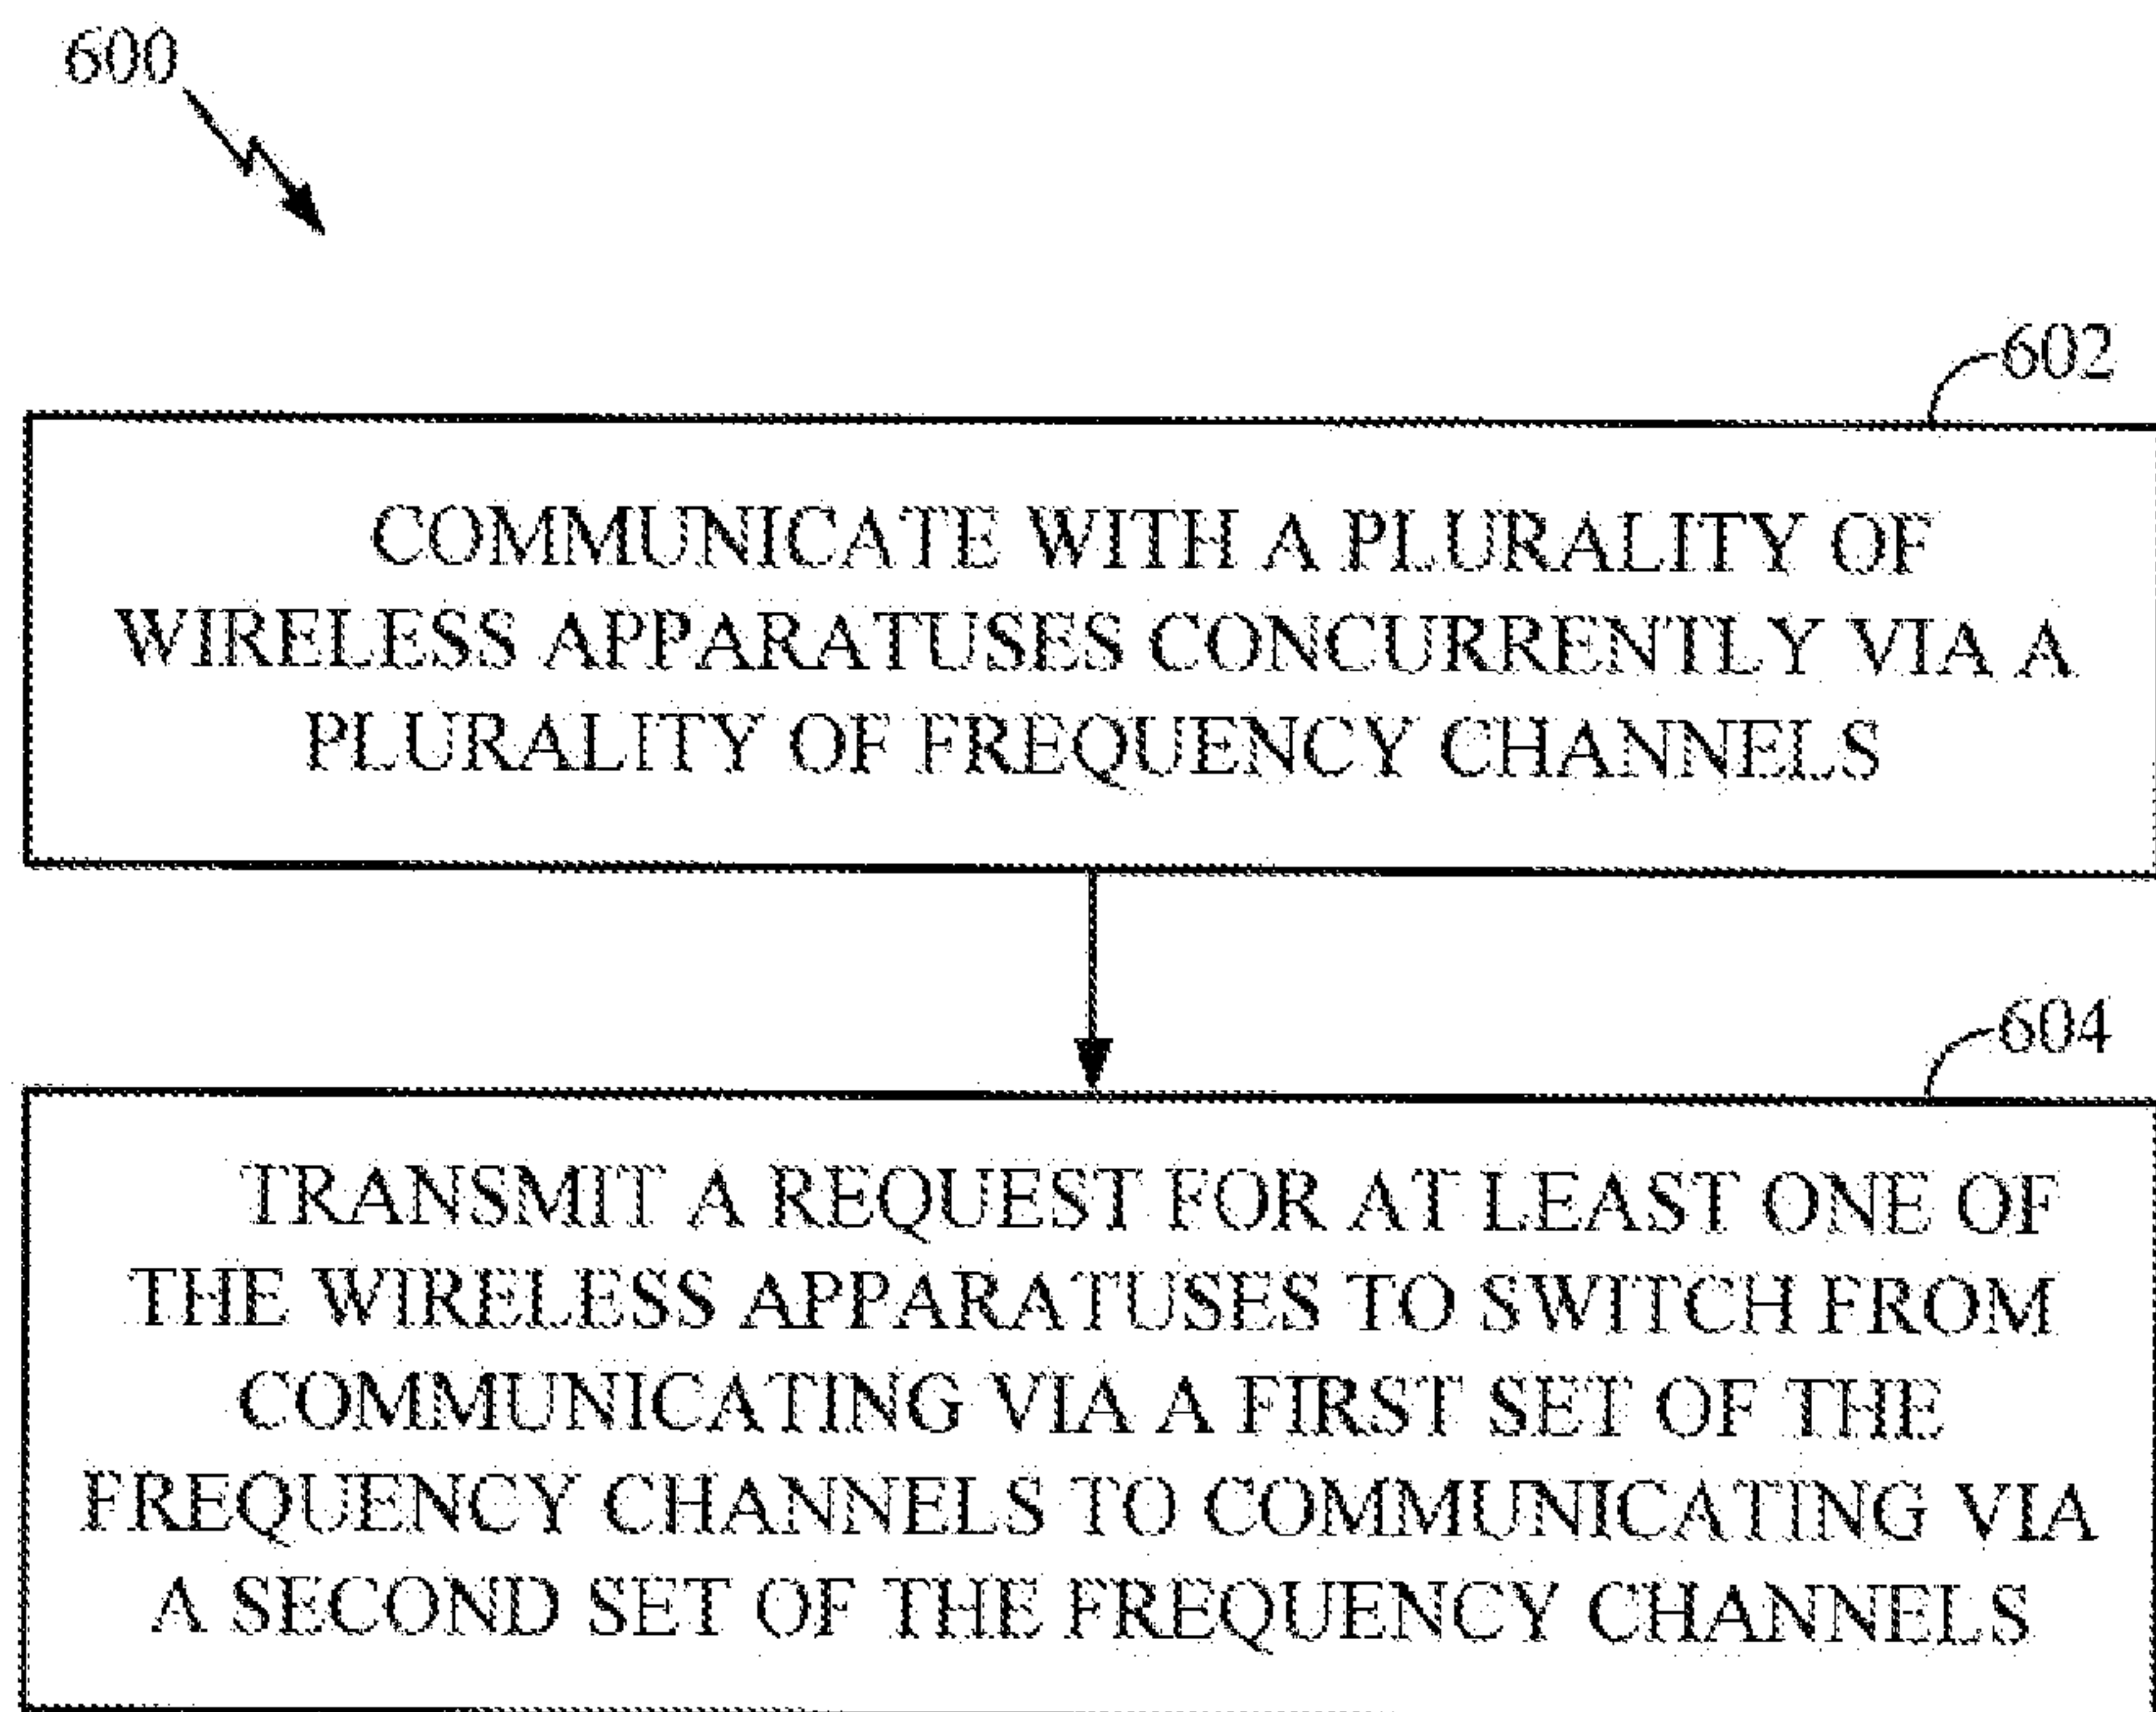 600
602
COMMUNICATE WITH A PLURALITY OF
WIRELESS APPARATUSES CONCURRENTLY VIA A
PLURALITY OF FREQUENCY CHANNELS
604
TRANSMIT A REQUEST FOR AT LEAST ONE OF
THE WIRELESS APPARATUSES TO SWITCH FROM
COMMUNICATING VIA A FIRST SET OF THE
FREQUENCY CHANNELS TO COMMUNICATING VIA
A SECOND SET OF THE FREQUENCY CHANNELS